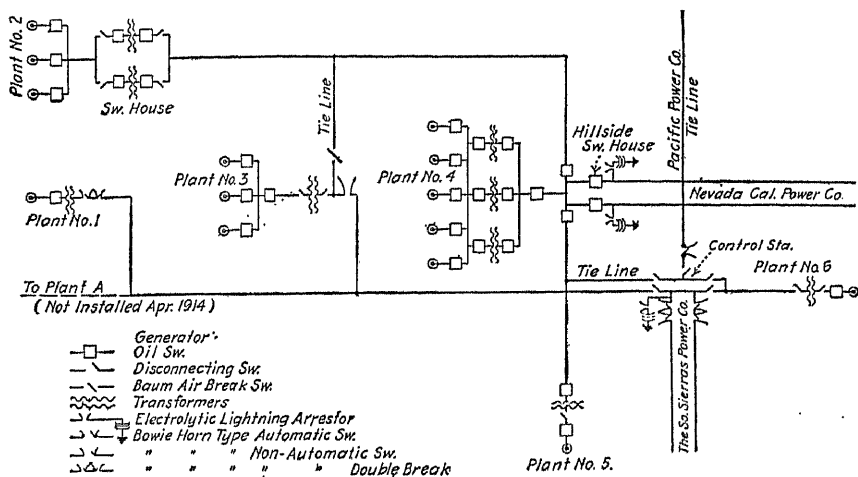 Plant No. 2
Sw. House
Tie Line
Plant No. 1
Plant No. 3
Plant No. 4
Hillside
Sw. House
Pacific Power Co.
Tie Line
Nevada Cal. Power Co.
Control Sta.
Plant No. 6
Tie Line
To Plant A
(Not Installed Apr. 1914)
The So. Sierras Power Co.
Plant No. 5.
Generator
Oil Sw.
Disconnecting Sw.
Baum Air Break Sw.
Transformers
Electrolytic Lightning Arrestor
Bowie Horn Type Automatic Sw.
" " " Non-Automatic Sw.
" " " " " Double Break